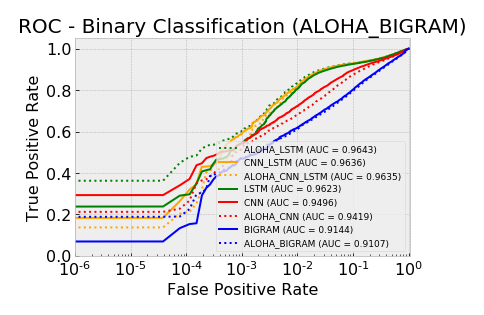 ROC - Binary Classification (ALOHA_BIGRAM)
True Positive Rate
1.0
0.8
0.6
0.4
0.2
0.0
ALOHA_LSTM (AUC = 0.9643)
CNN_LSTM (AUC = 0.9636)
ALOHA_CNN_LSTM (AUC = 0.9635)
LSTM (AUC = 0.9623)
CNN (AUC = 0.9496)
ALOHA_CNN (AUC = 0.9419)
BIGRAM (AUC = 0.9144)
ALOHA_BIGRAM (AUC = 0.9107)
10⁻⁶ 10⁻⁵ 10⁻⁴ 10⁻³ 10⁻² 10⁻¹ 10⁰
False Positive Rate